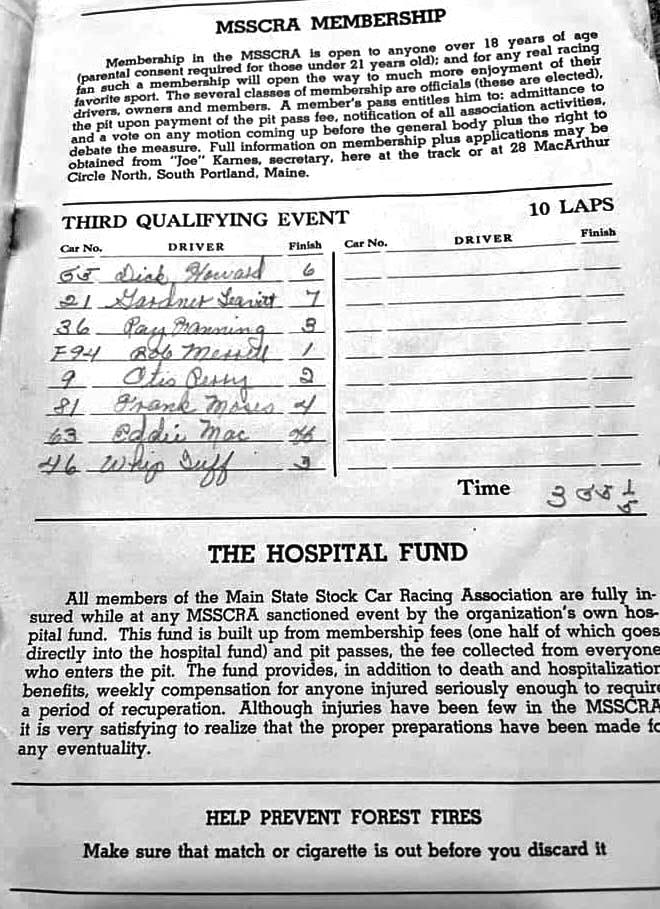 MSSCRA MEMBERSHIP
Membership in the MSSCRA is open to anyone over 18 years of age
(parental consent required for those under 21 years old); and for any real racing
fan such a membership will open the way to much more enjoyment of their
favorite sport. The several classes of membership are officials (these are elected),
drivers, owners and members. A member's pass entitles him to: admittance to
the pit upon payment of the pit pass fee, notification of all association activities,
and a vote on any motion coming up before the general body plus the right to
debate the measure. Full information on membership plus applications may be
obtained from "Joe" Karnes, secretary, here at the track or at 28 MacArthur
Circle North, South Portland, Maine.
THIRD QUALIFYING EVENT 10 LAPS
Car No. DRIVER Finish Car No. DRIVER Finish
55 Dick Howard 6
21 Gardner Leavitt 7
36 Ray Manning 8
F94 Bob Merrill 1
9 Otis Perry 2
81 Frank Moses 4
63 Eddie Mac
46 Whip Tuff 3
Time 3 55 1/5
THE HOSPITAL FUND
All members of the Main State Stock Car Racing Association are fully in-
sured while at any MSSCRA sanctioned event by the organization's own hos-
pital fund. This fund is built up from membership fees (one half of which goes
directly into the hospital fund) and pit passes, the fee collected from everyone
who enters the pit. The fund provides, in addition to death and hospitalization
benefits, weekly compensation for anyone injured seriously enough to require
a period of recuperation. Although injuries have been few in the MSSCRA
it is very satisfying to realize that the proper preparations have been made fo
any eventuality.
HELP PREVENT FOREST FIRES
Make sure that match or cigarette is out before you discard it